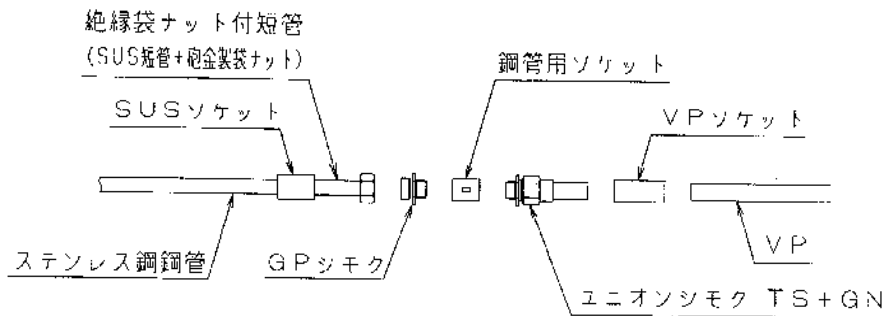 絶縁袋ナット付短管
(SUS短管+砲金製袋ナット)
鋼管用ソケット
SUSソケット
VPソケット
ステンレス鋼鋼管
GPシモク
VP
ユニオンシモク TS+GN